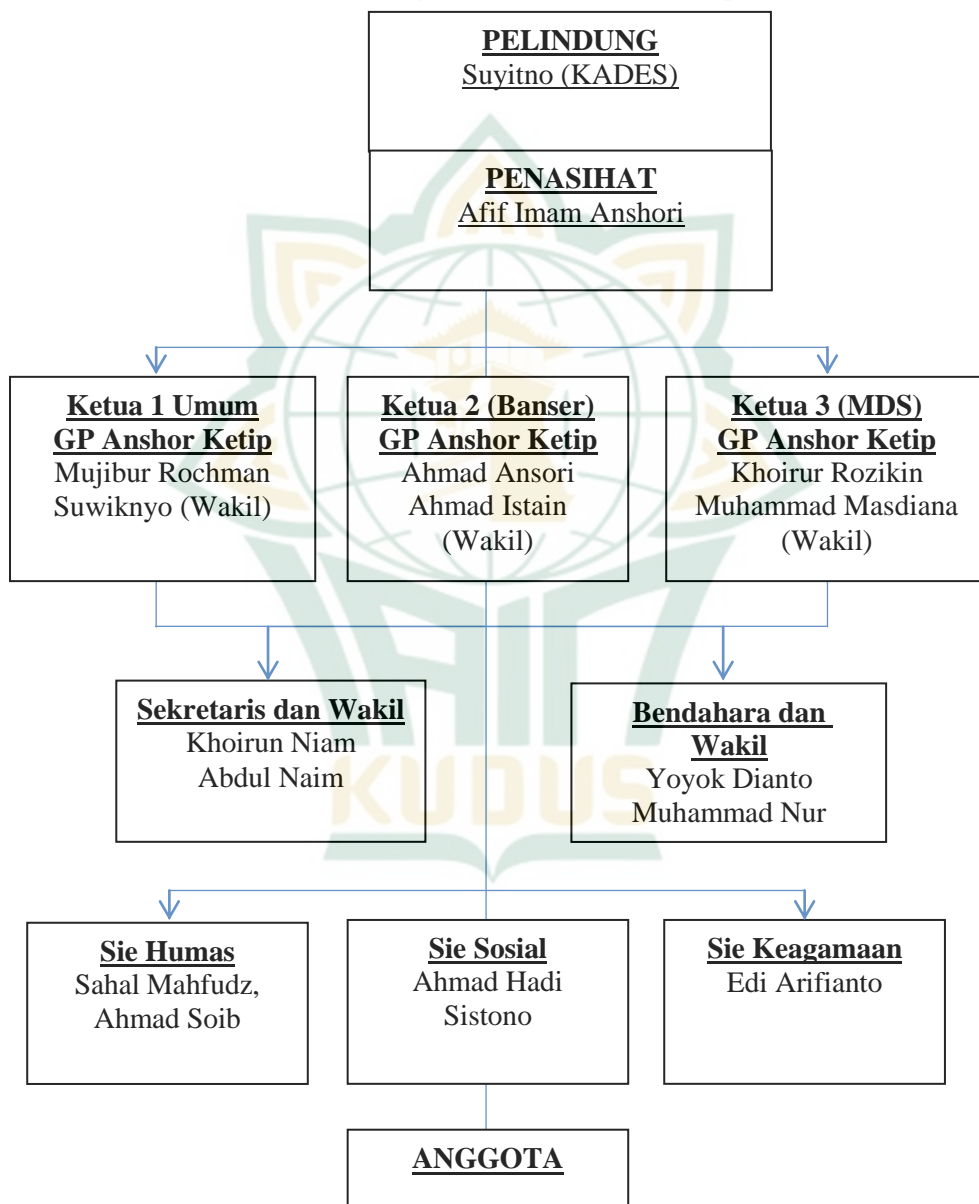 PELINDUNG
Suyitno (KADES)
PENASIHAT
Afif Imam Anshori
Ketua 1 Umum
GP Anshor Ketip
Mujibur Rochman
Suwiknyo (Wakil)
Ketua 2 (Banser)
GP Anshor Ketip
Ahmad Ansori
Ahmad Istain
(Wakil)
Ketua 3 (MDS)
GP Anshor Ketip
Khoirur Rozikin
Muhammad Masdiana
(Wakil)
Sekretaris dan Wakil
Khoirun Niam
Abdul Naim
Bendahara dan
Wakil
Yoyok Dianto
Muhammad Nur
IAIN
KUDUS
Sie Humas
Sahal Mahfudz,
Ahmad Soib
Sie Sosial
Ahmad Hadi
Sistono
Sie Keagamaan
Edi Arifianto
ANGGOTA